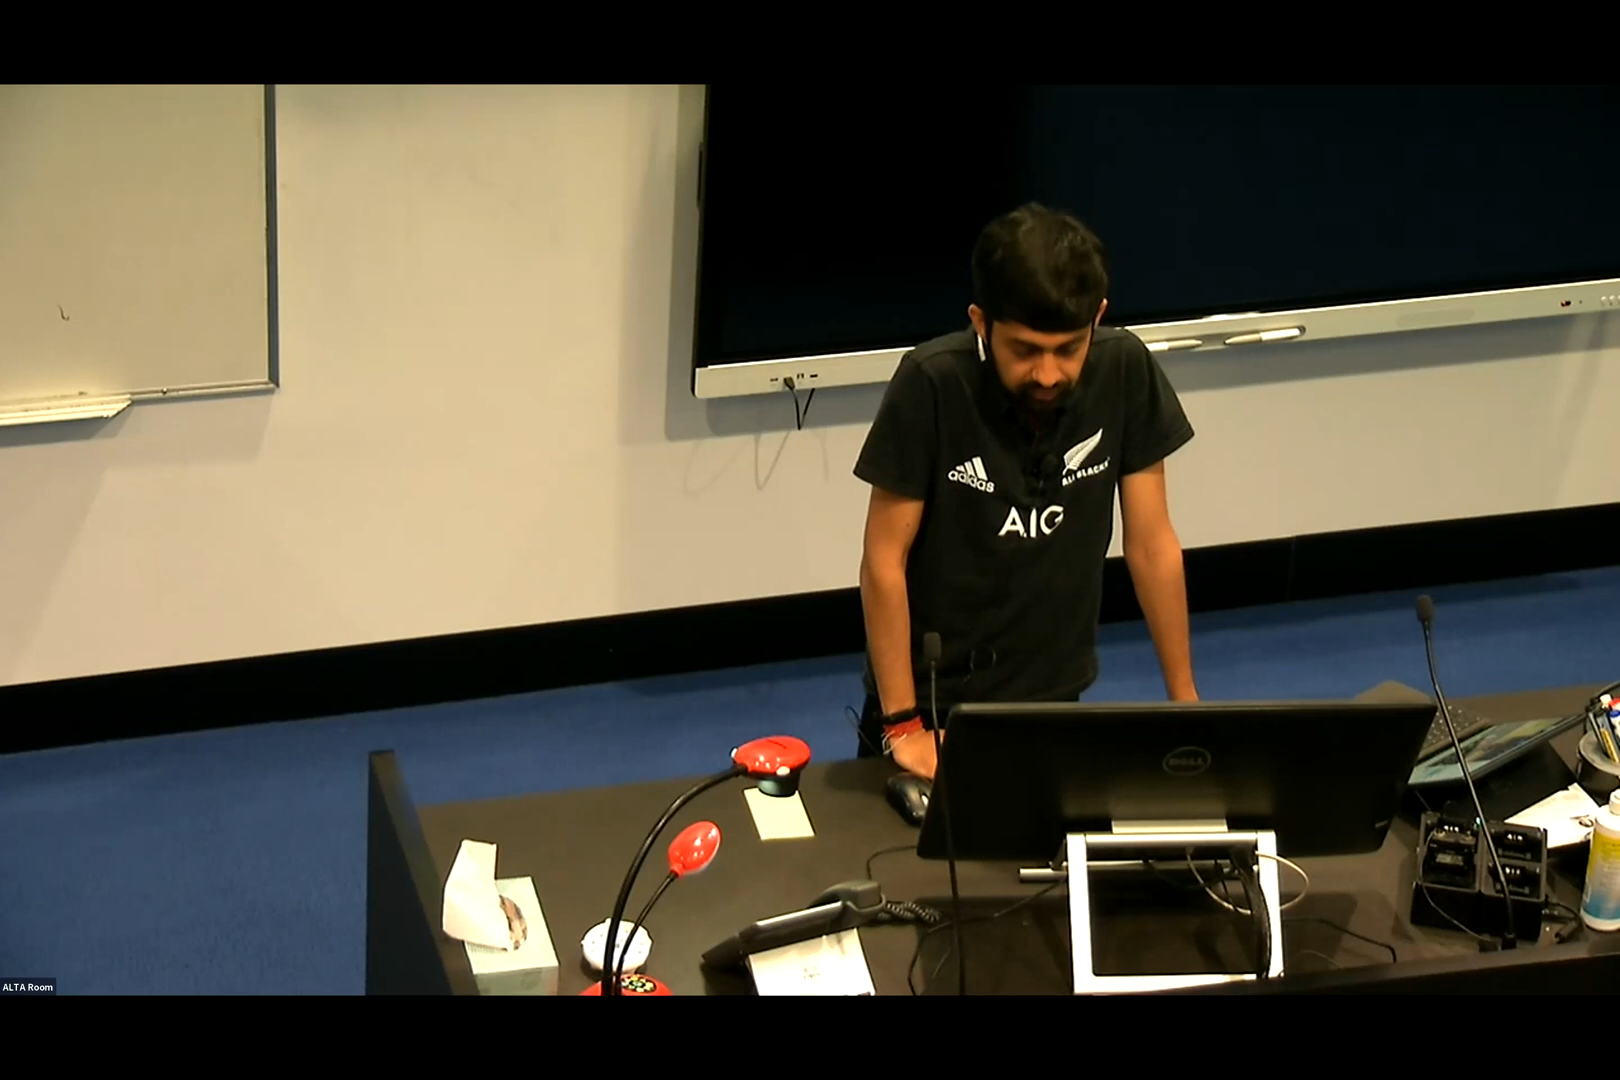 adidas
ALL BLACKS
AIG
DELL
ALTA Room